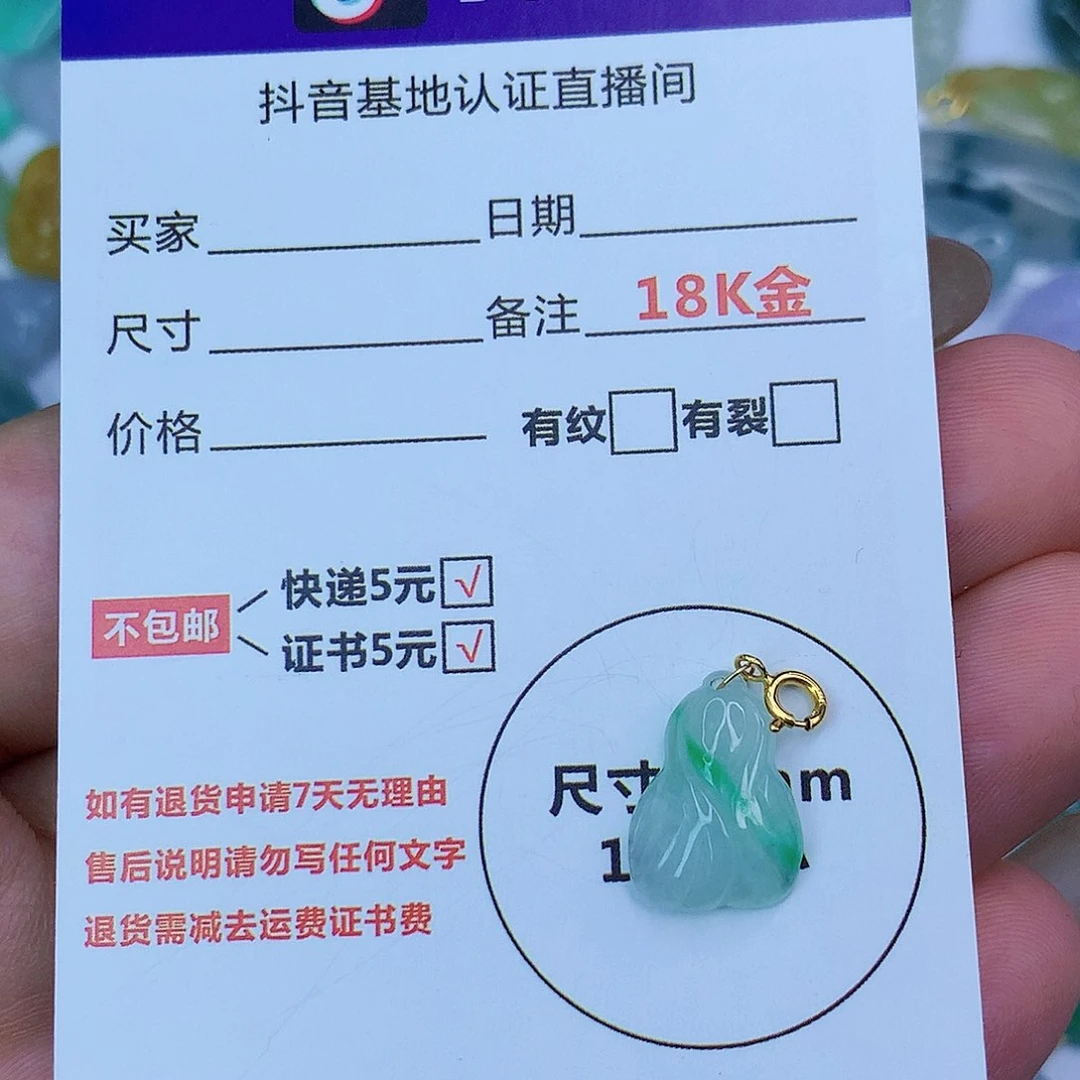 抖音基地认证直播间
买家 日期
尺寸 备注 18K金
价格 有纹 有裂
快递5元 √
不包邮
证书5元 √
尺寸 m
1
如有退货申请7天无理由
售后说明请勿写任何文字
退货需减去运费证书费